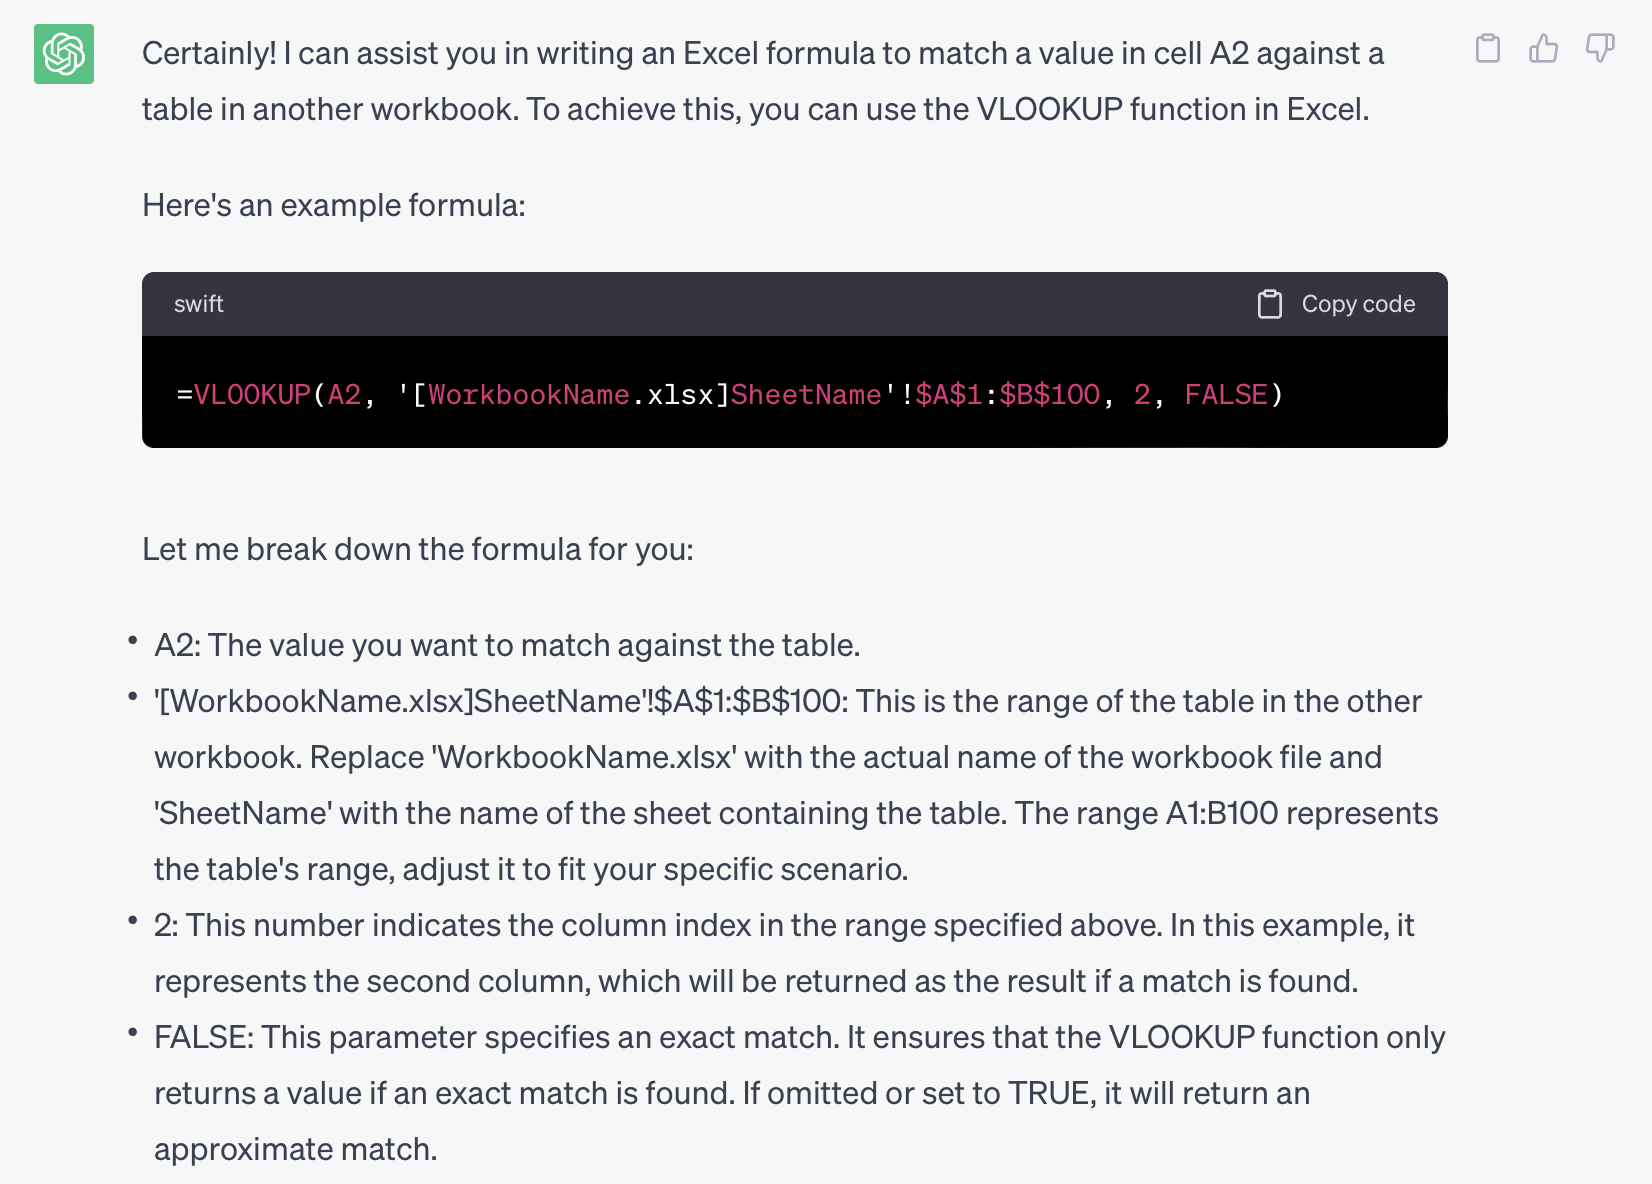 Certainly! I can assist you in writing an Excel formula to match a value in cell A2 against a
table in another workbook. To achieve this, you can use the VLOOKUP function in Excel.
Here's an example formula:
swift
Copy code
=VLOOKUP(A2, '[WorkbookName.xlsx]SheetName'!$A$1:$B$100, 2, FALSE)
Let me break down the formula for you:
• A2: The value you want to match against the table.
• '[WorkbookName.xlsx]SheetName'!$A$1:$B$100: This is the range of the table in the other
workbook. Replace 'WorkbookName.xlsx' with the actual name of the workbook file and
'SheetName' with the name of the sheet containing the table. The range A1:B100 represents
the table's range, adjust it to fit your specific scenario.
• 2: This number indicates the column index in the range specified above. In this example, it
represents the second column, which will be returned as the result if a match is found.
• FALSE: This parameter specifies an exact match. It ensures that the VLOOKUP function only
returns a value if an exact match is found. If omitted or set to TRUE, it will return an
approximate match.